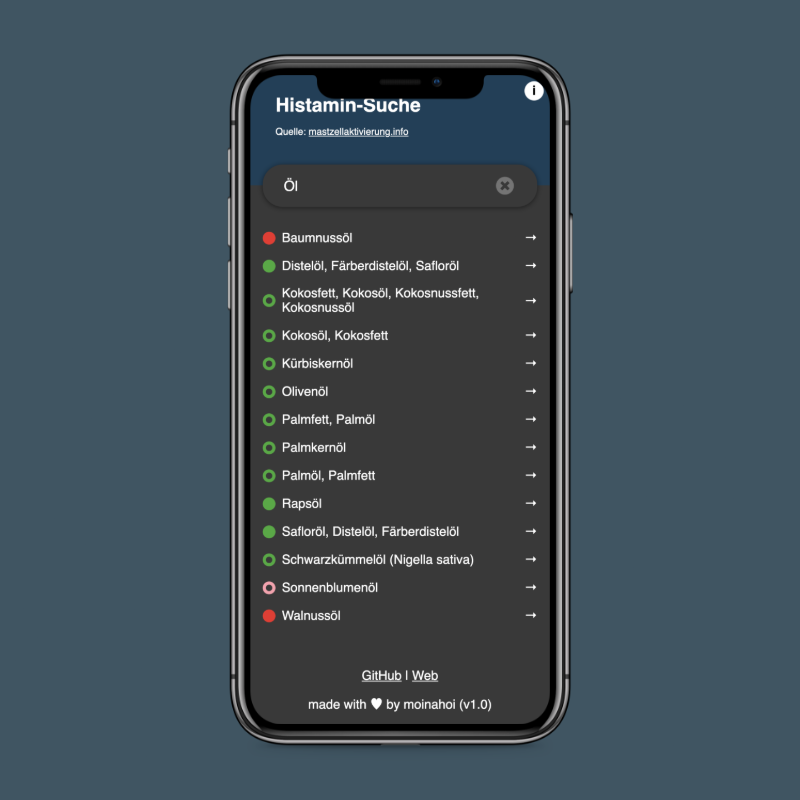 Histamin-Suche
i
Quelle: mastzellaktivierung.info
Öl
Baumnussöl →
Distelöl, Färberdistelöl, Safloröl →
Kokosfett, Kokosöl, Kokosnussfett, →
Kokosnussöl
Kokosöl, Kokosfett →
Kürbiskernöl →
Olivenöl →
Palmfett, Palmöl →
Palmkernöl →
Palmöl, Palmfett →
Rapsöl →
Safloröl, Distelöl, Färberdistelöl →
Schwarzkümmelöl (Nigella sativa) →
Sonnenblumenöl →
Walnussöl →
GitHub | Web
made with ♥ by moinahoi (v1.0)